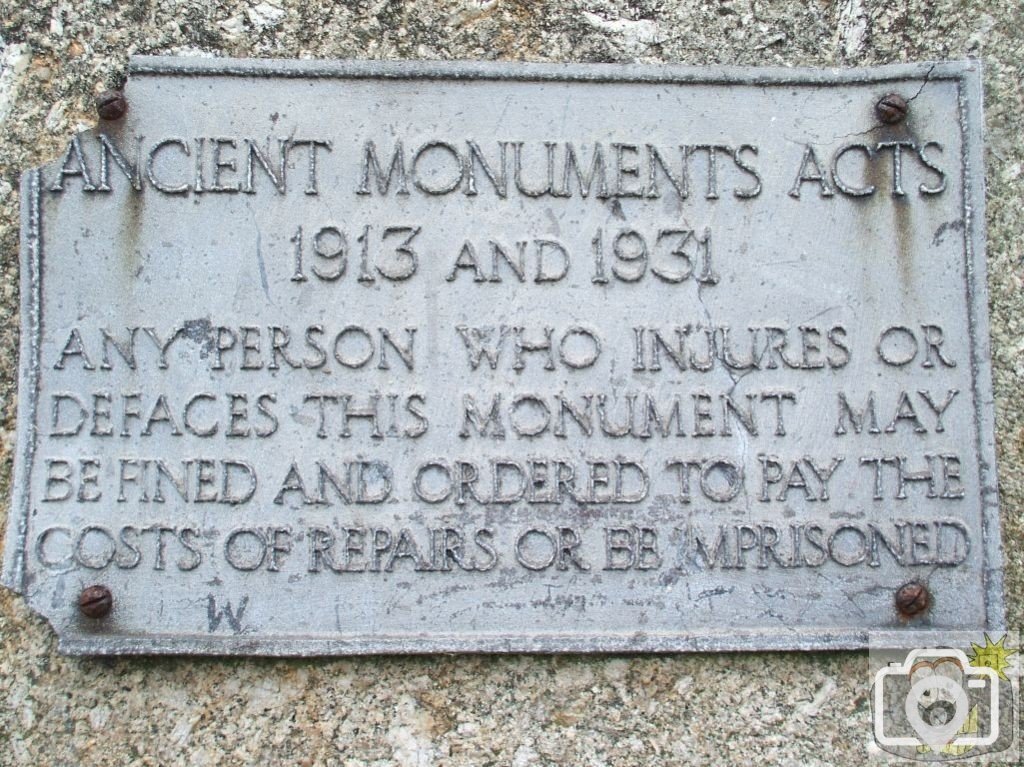 ANCIENT MONUMENTS ACTS
1913 AND 1931
ANY PERSON WHO INJURES OR
DEFACES THIS MONUMENT MAY
BE FINED AND ORDERED TO PAY THE
COSTS OF REPAIRS OR BE IMPRISONED
W